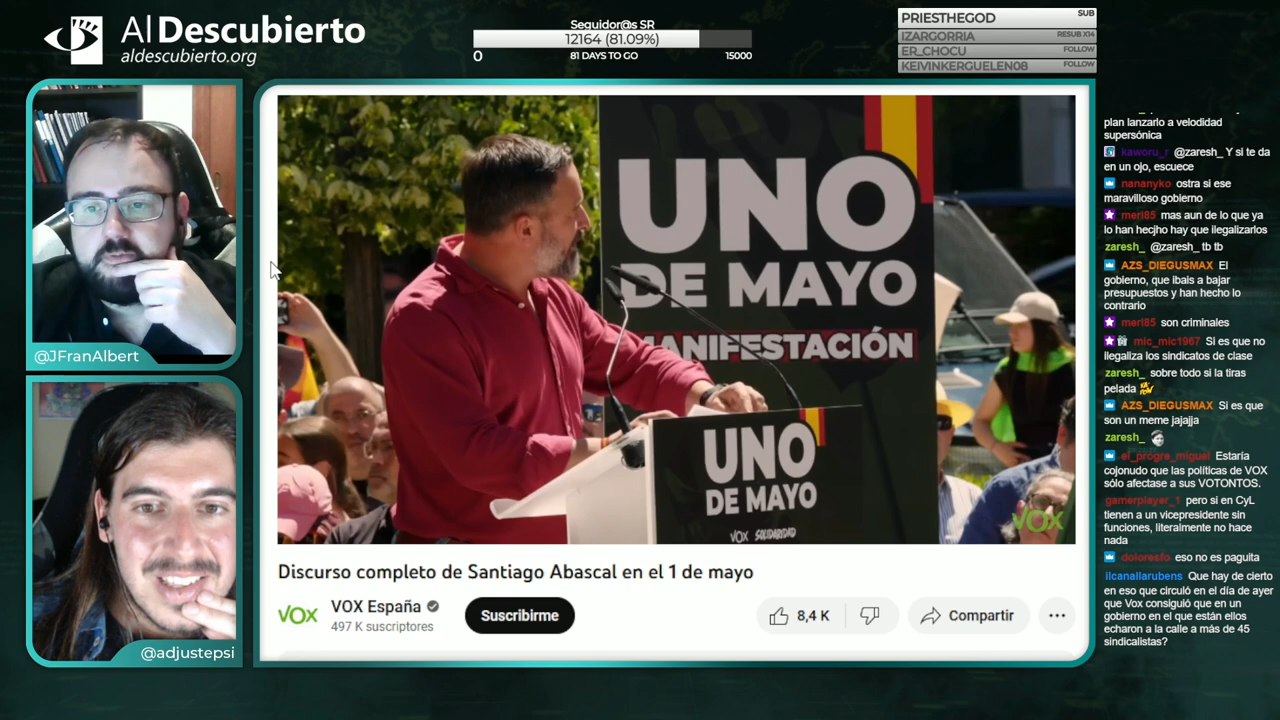 Al Descubierto
aldescubierto.org
Seguidor@s SR
12164 (81.09%)
0
81 DAYS TO GO
15000
PRIESTHEGOD
SUB
IZARGORRIA
RESUB X14
ER_CHOCU
FOLLOW
KEIVINKERGUELEN08
FOLLOW
@JFranAlbert
@adjustepsi
UNO
DE MAYO
MANIFESTACIÓN
UNO
DE MAYO
VOX SOLIDARIDAD
VOX
Discurso completo de Santiago Abascal en el 1 de mayo
VOX
VOX España
497 K suscriptores
Suscribirme
8,4 K
Compartir
plan lanzarlo a velodidad
supersónica
kaworu_r @zaresh_ Y si te da
en un ojo, escuece
nananyko ostra si ese
maravilloso gobierno
meri85 mas aun de lo que ya
lo han hecjho hay que ilegalizarlos
zaresh_ @zaresh_ tb tb
AZS_DIEGUSMAX El
gobierno, que ibais a bajar
presupuestos y han hecho lo
contrario
meri85 son criminales
mic_mic1967 Si es que no
ilegaliza los sindicatos de clase
zaresh_ sobre todo si la tiras
pelada
AZS_DIEGUSMAX Si es que
son un meme jajajja
zaresh_
el_progre_miguel Estaría
cojonudo que las políticas de VOX
sólo afectase a sus VOTONTOS.
gamerplayer_1 pero si en CyL
tienen a un vicepresidente sin
funciones, literalmente no hace
nada
doloresfo eso no es paguita
ilcanallarubens Que hay de cierto
en eso que circuló en el día de ayer
que Vox consiguió que en un
gobierno en el que están ellos
echaron a la calle a más de 45
sindicalistas?